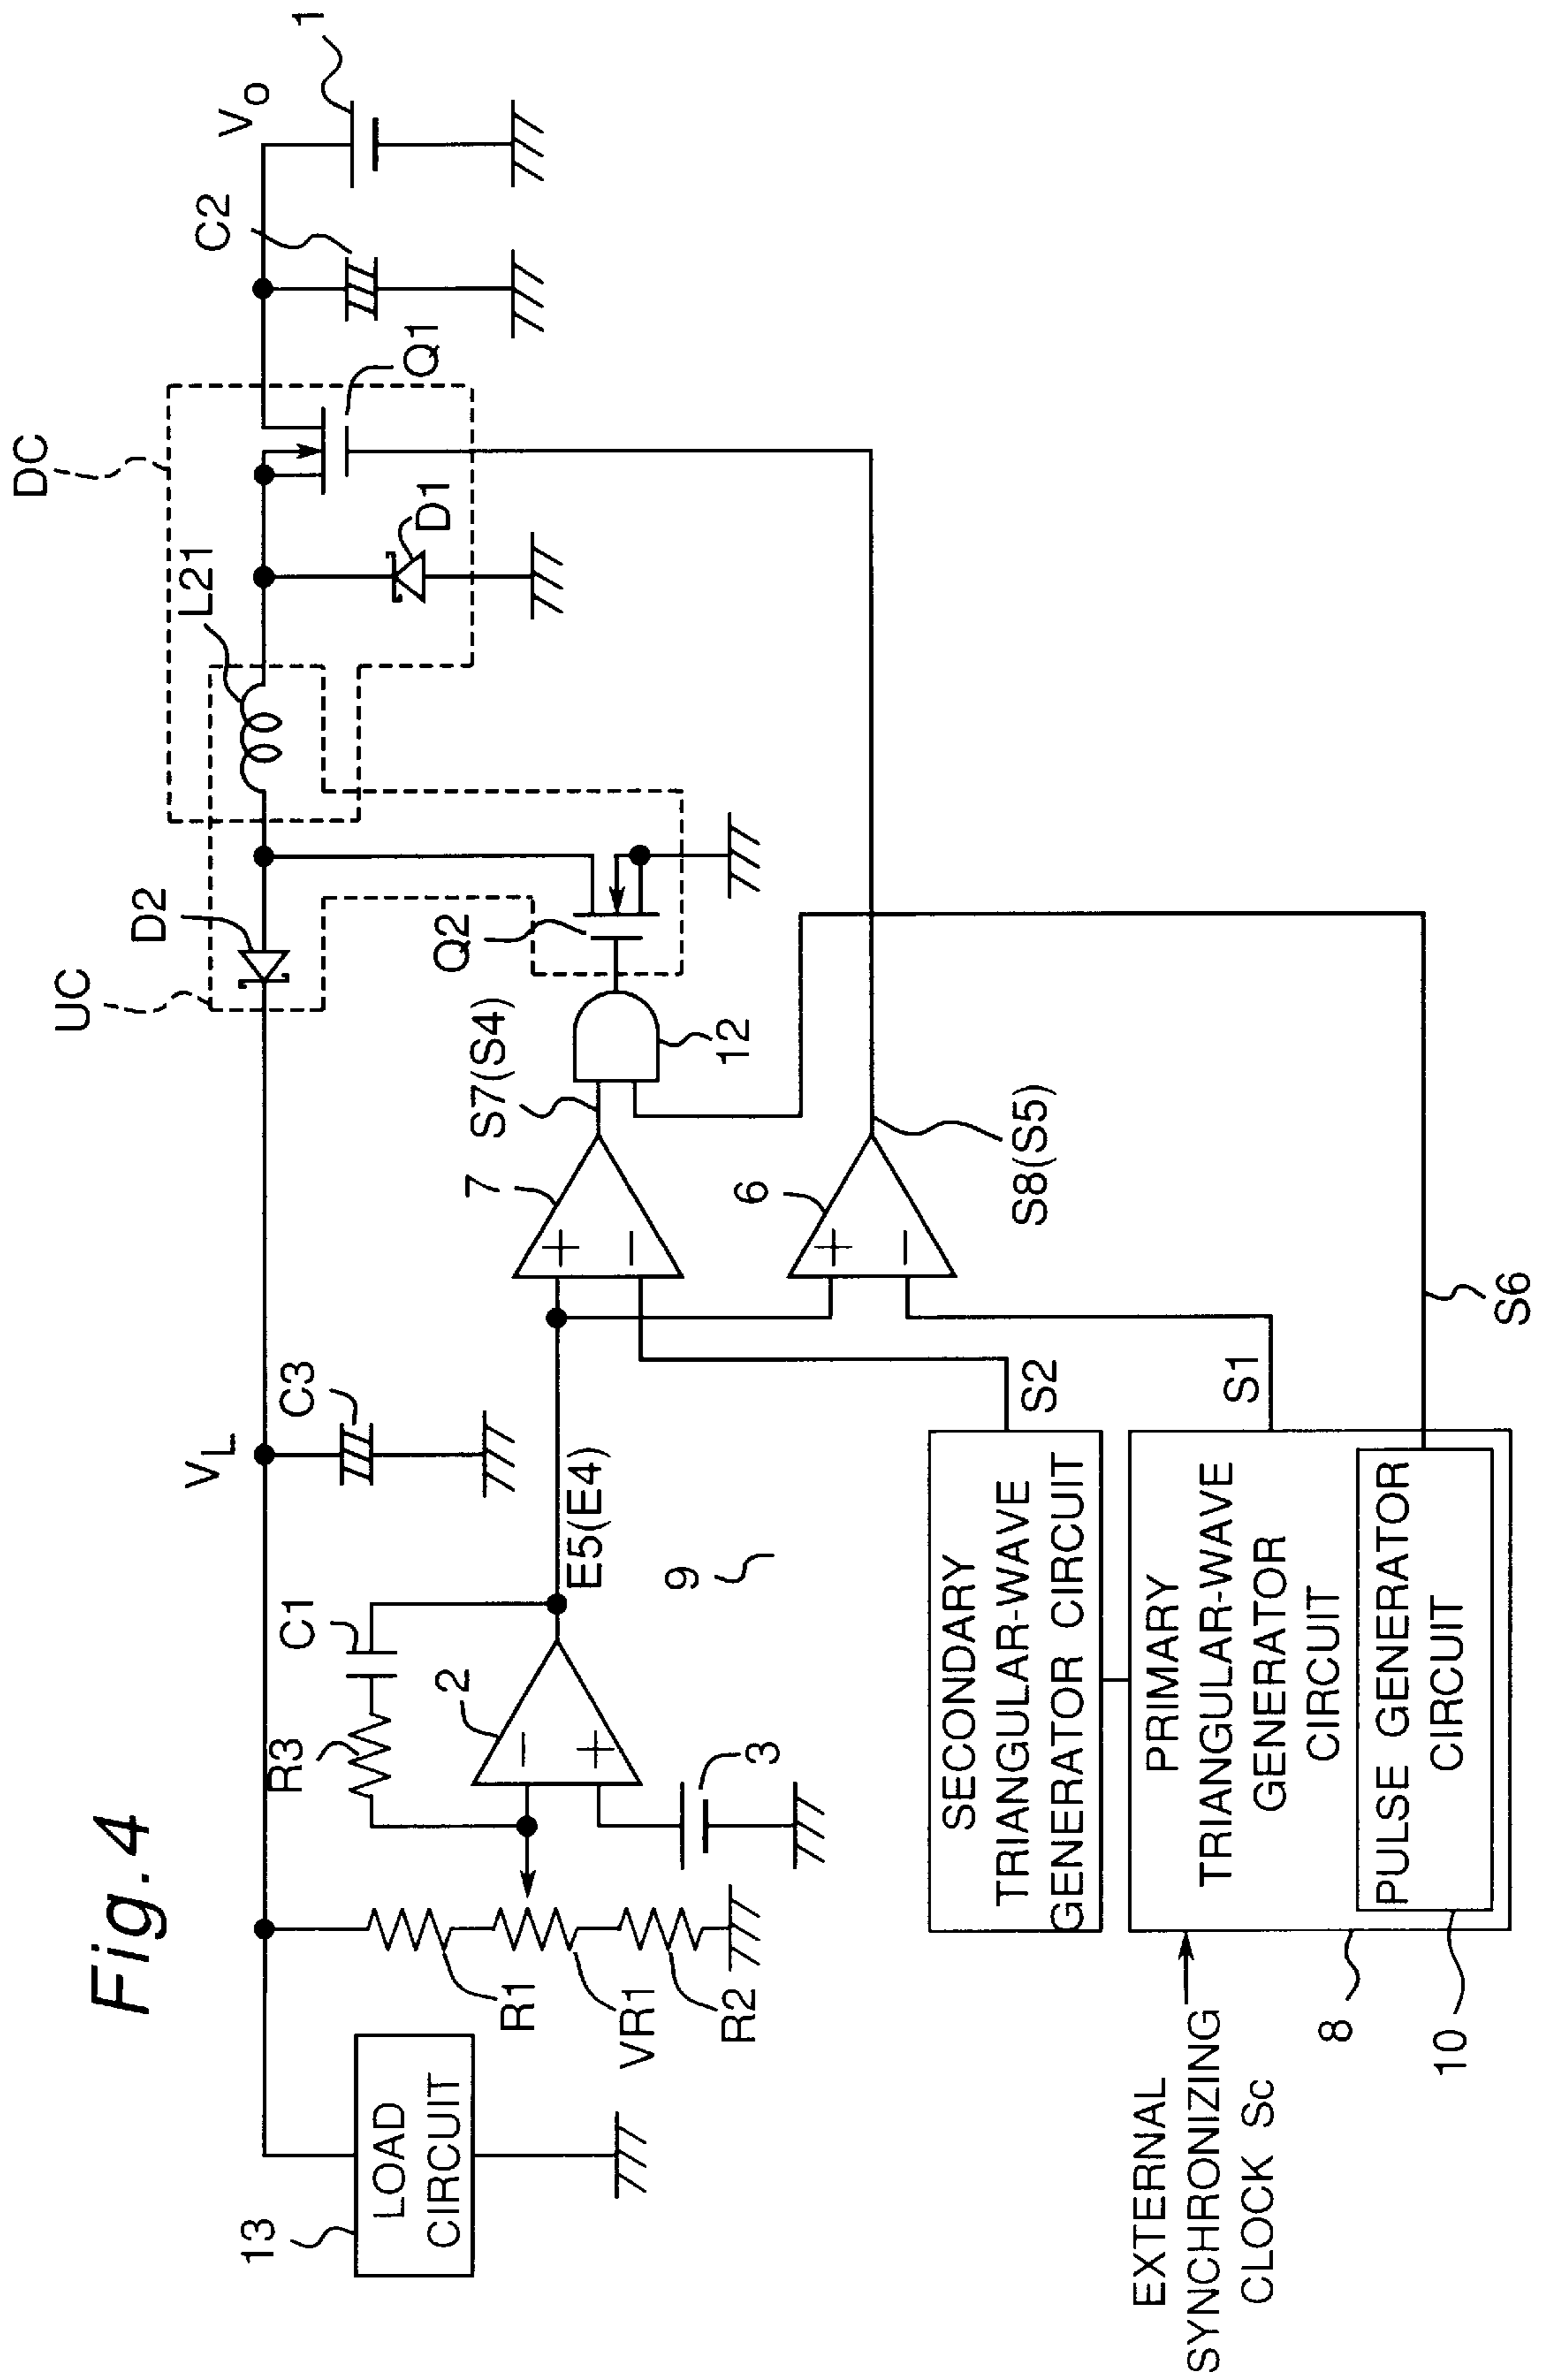 Fig. 4
DC
UC
D2
L21
D1
Q1
C2
VO
1
VL
C3
Q2
12
S7(S4)
7
6
S8(S5)
E5(E4)
9
C1
R3
2
3
R1
VR1
R2
13
LOAD
CIRCUIT
SECONDARY
TRIANGULAR-WAVE
GENERATOR CIRCUIT
S2
PRIMARY
TRIANGULAR-WAVE
GENERATOR
CIRCUIT
S1
PULSE GENERATOR
CIRCUIT
S6
8
10
EXTERNAL
SYNCHRONIZING
CLOCK Sc
+
−
+
−
−
+